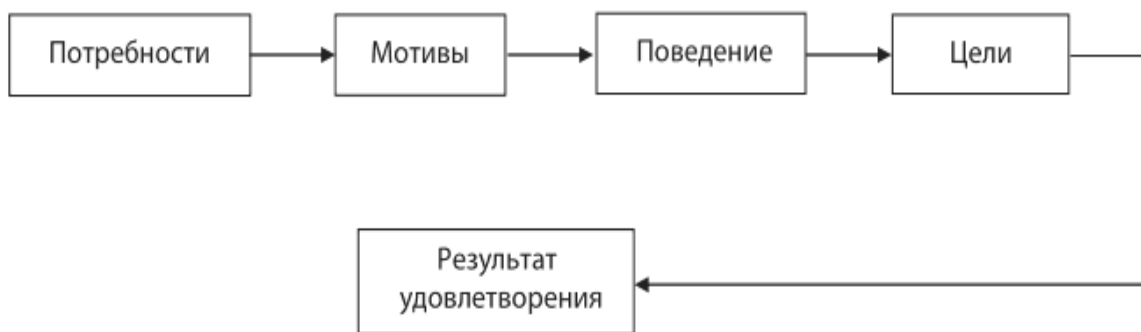 Потребности
Мотивы
Поведение
Цели
Результат
удовлетворения